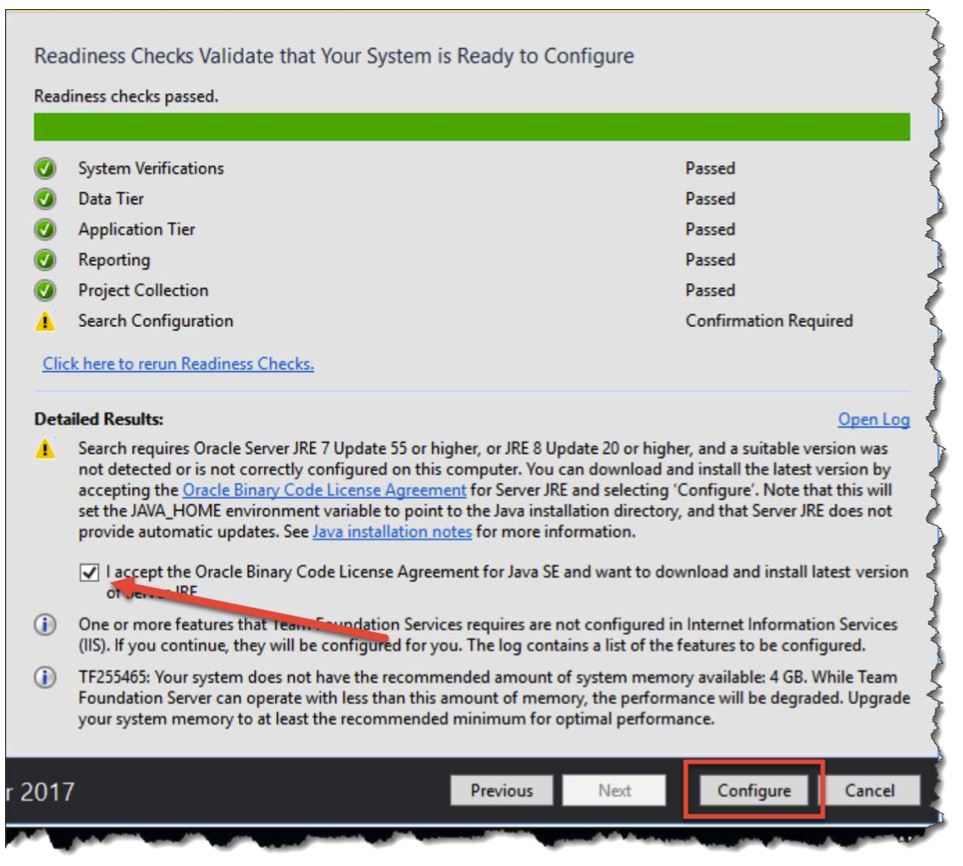 Readiness Checks Validate that Your System is Ready to Configure
Readiness checks passed.
System Verifications Passed
Data Tier Passed
Application Tier Passed
Reporting Passed
Project Collection Passed
Search Configuration Confirmation Required
Click here to rerun Readiness Checks.
Detailed Results: Open Log
Search requires Oracle Server JRE 7 Update 55 or higher, or JRE 8 Update 20 or higher, and a suitable version was
not detected or is not correctly configured on this computer. You can download and install the latest version by
accepting the Oracle Binary Code License Agreement for Server JRE and selecting 'Configure'. Note that this will
set the JAVA_HOME environment variable to point to the Java installation directory, and that Server JRE does not
provide automatic updates. See Java installation notes for more information.
I accept the Oracle Binary Code License Agreement for Java SE and want to download and install latest version
of Server JRE
One or more features that Team Foundation Services requires are not configured in Internet Information Services
(IIS). If you continue, they will be configured for you. The log contains a list of the features to be configured.
TF255465: Your system does not have the recommended amount of system memory available: 4 GB. While Team
Foundation Server can operate with less than this amount of memory, the performance will be degraded. Upgrade
your system memory to at least the recommended minimum for optimal performance.
r 2017 Previous Next Configure Cancel